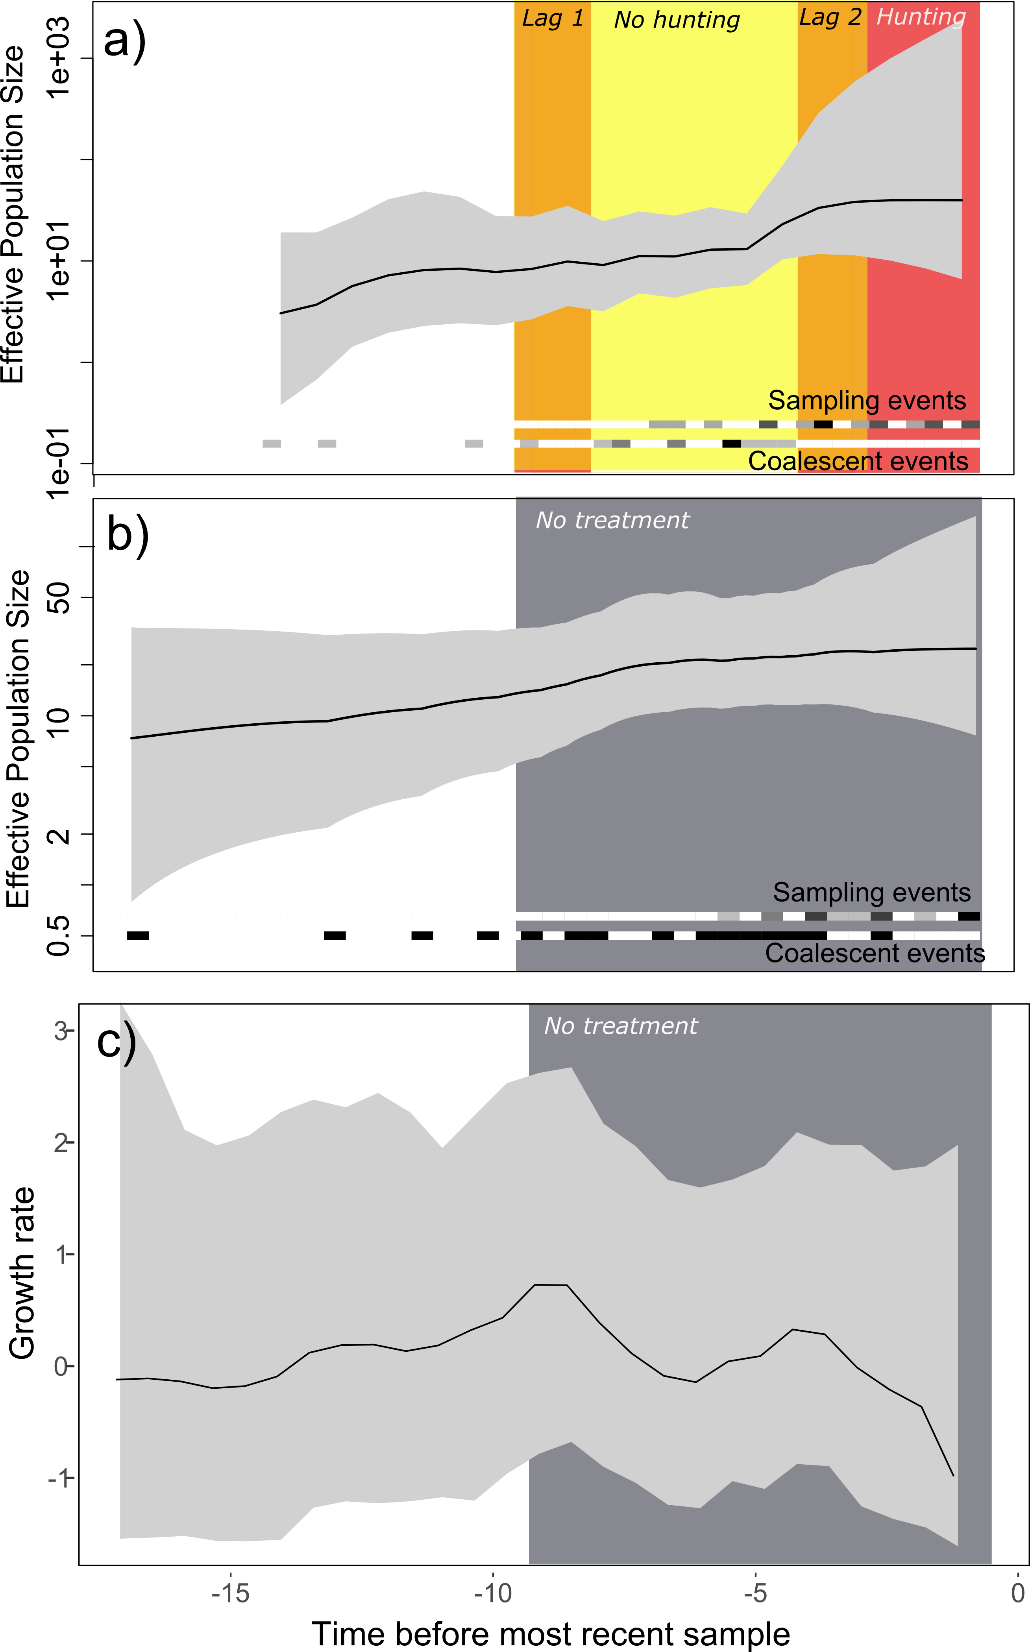 a)
Lag 1
No hunting
Lag 2
Hunting
Effective Population Size
1e+03
1e+01
1e-01
Sampling events
Coalescent events
b)
No treatment
Effective Population Size
50
10
2
0.5
Sampling events
Coalescent events
c)
No treatment
Growth rate
3
2
1
0
-1
-15
-10
-5
0
Time before most recent sample